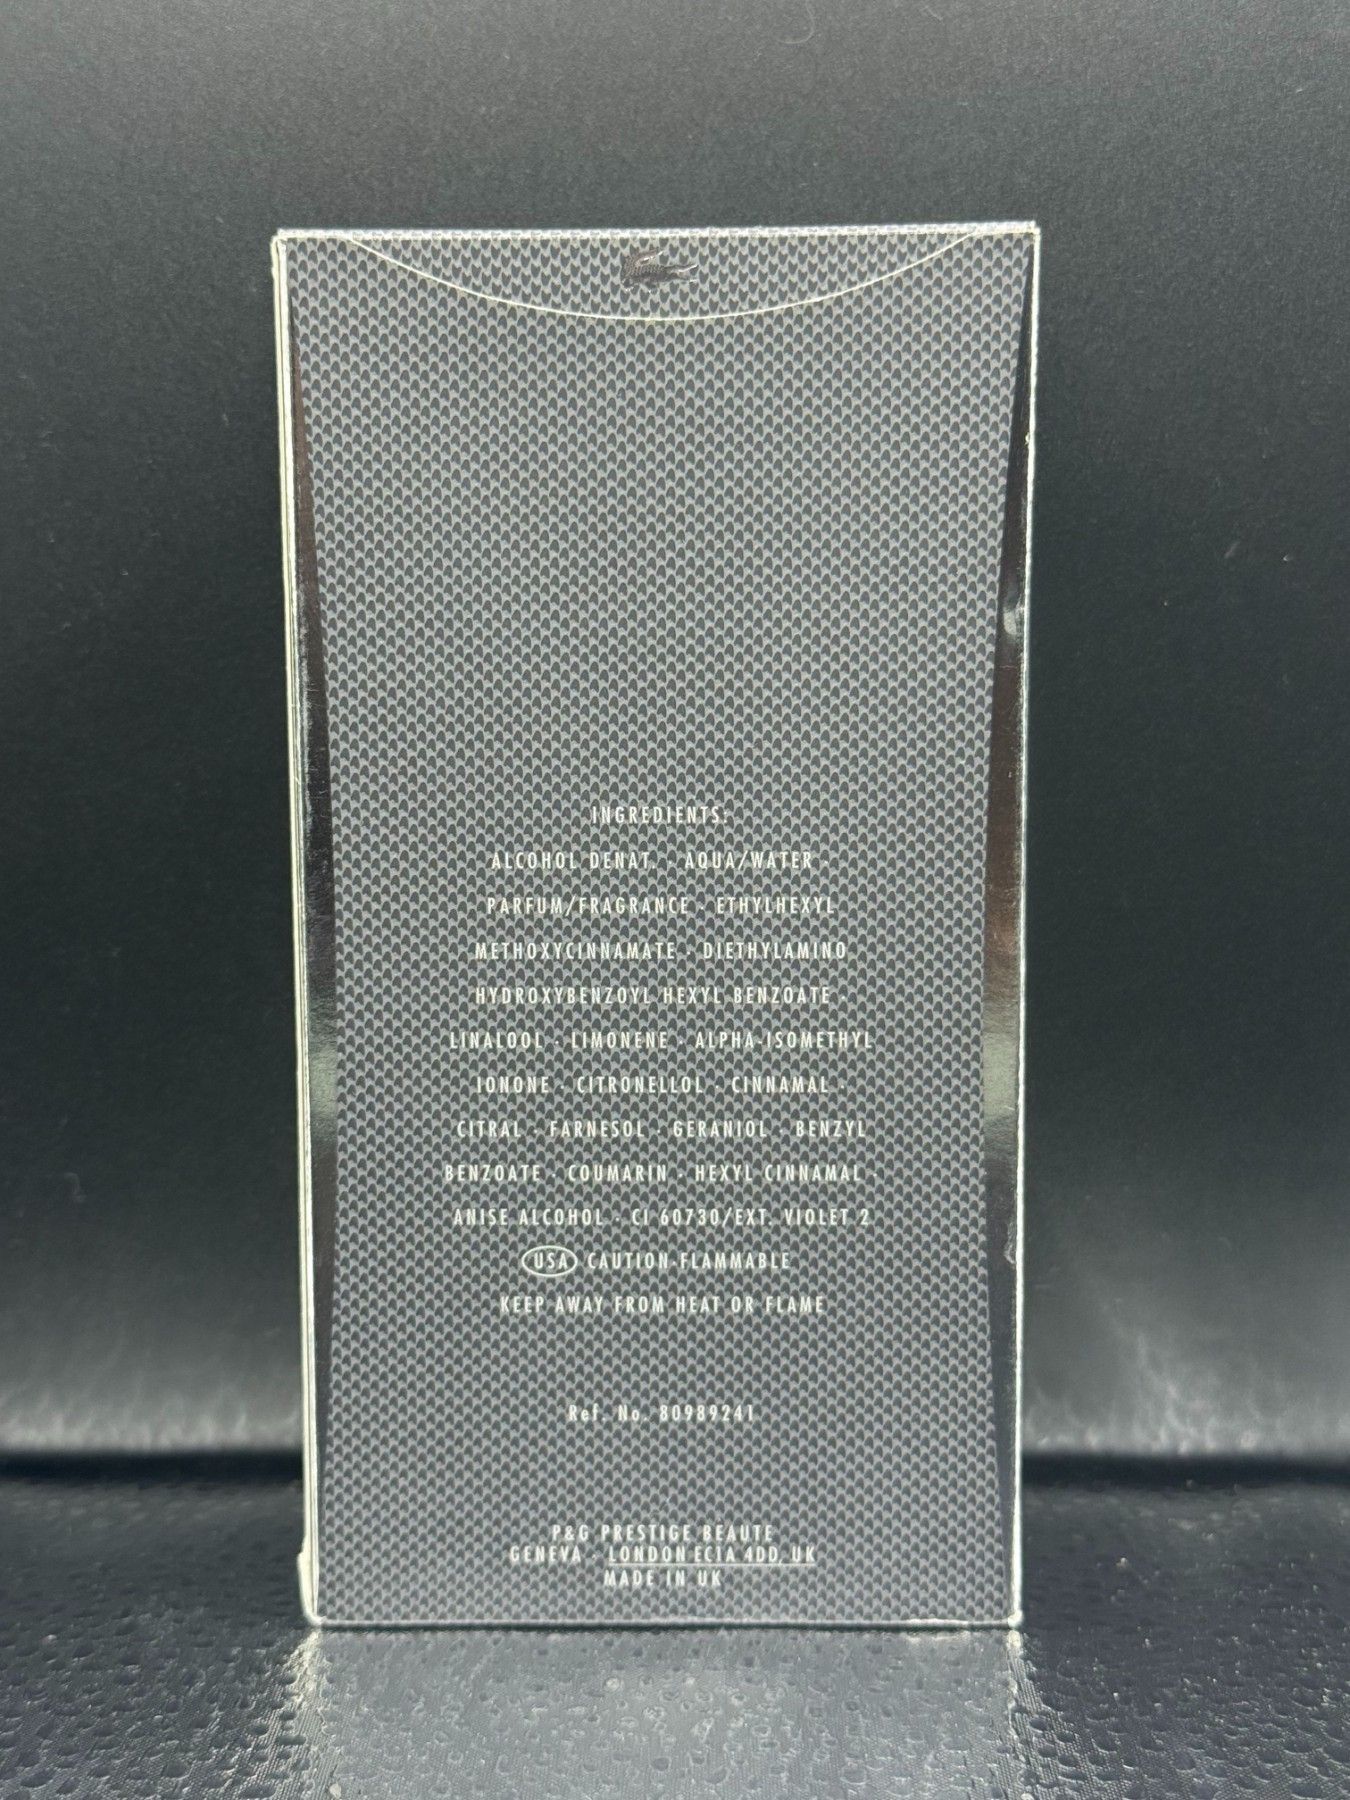 INGREDIENTS:
ALCOHOL DENAT. · AQUA/WATER ·
PARFUM/FRAGRANCE · ETHYLHEXYL
METHOXYCINNAMATE · DIETHYLAMINO
HYDROXYBENZOYL HEXYL BENZOATE ·
LINALOOL · LIMONENE · ALPHA-ISOMETHYL
IONONE · CITRONELLOL · CINNAMAL ·
CITRAL · FARNESOL · GERANIOL · BENZYL
BENZOATE · COUMARIN · HEXYL CINNAMAL ·
ANISE ALCOHOL · CI 60730/EXT. VIOLET 2
USA CAUTION-FLAMMABLE
KEEP AWAY FROM HEAT OR FLAME
Ref. No. 80989241
P&G PRESTIGE BEAUTE
GENEVA · LONDON EC1A 4DD, UK
MADE IN UK